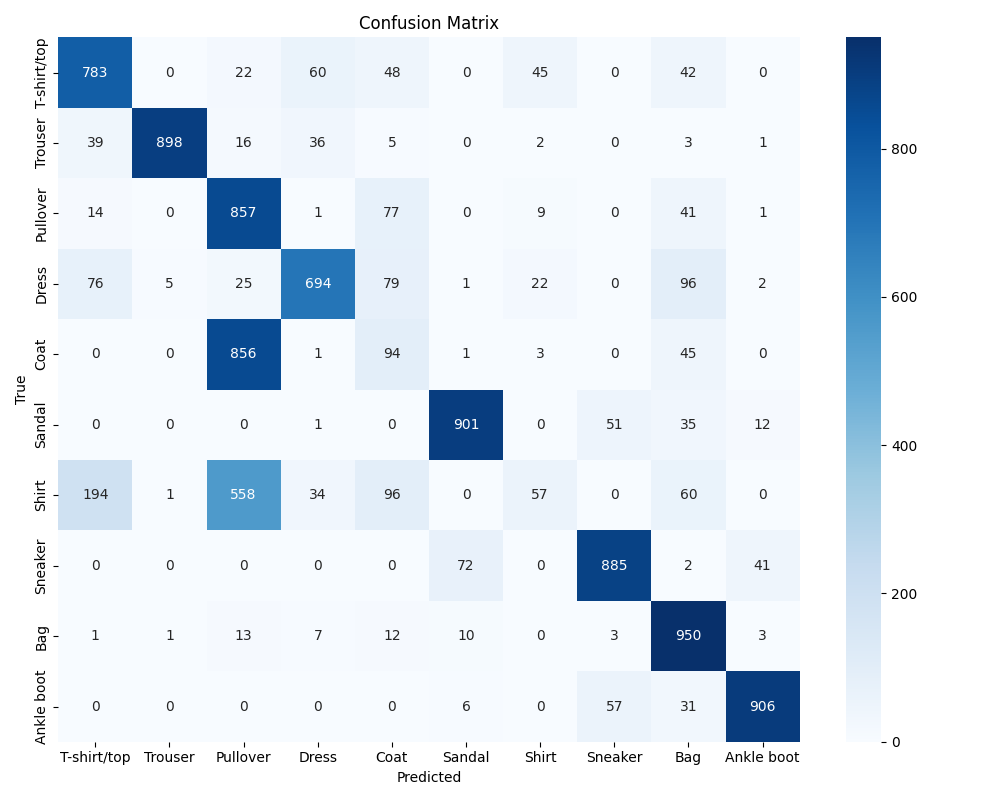 Confusion Matrix
T-shirt/top 783 0 22 60 48 0 45 0 42 0
Trouser 39 898 16 36 5 0 2 0 3 1
Pullover 14 0 857 1 77 0 9 0 41 1
Dress 76 5 25 694 79 1 22 0 96 2
Coat 0 0 856 1 94 1 3 0 45 0
Sandal 0 0 0 1 0 901 0 51 35 12
Shirt 194 1 558 34 96 0 57 0 60 0
Sneaker 0 0 0 0 0 72 0 885 2 41
Bag 1 1 13 7 12 10 0 3 950 3
Ankle boot 0 0 0 0 0 6 0 57 31 906
True
T-shirt/top Trouser Pullover Dress Coat Sandal Shirt Sneaker Bag Ankle boot
Predicted
800
600
400
200
0